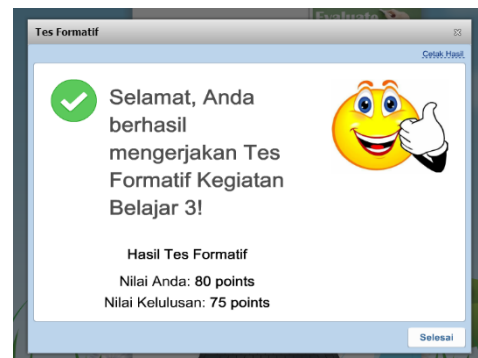 Evaluate
Tes Formatif
Cetak Hasil
Selamat, Anda
berhasil
mengerjakan Tes
Formatif Kegiatan
Belajar 3!
Hasil Tes Formatif
Nilai Anda: 80 points
Nilai Kelulusan: 75 points
Selesai